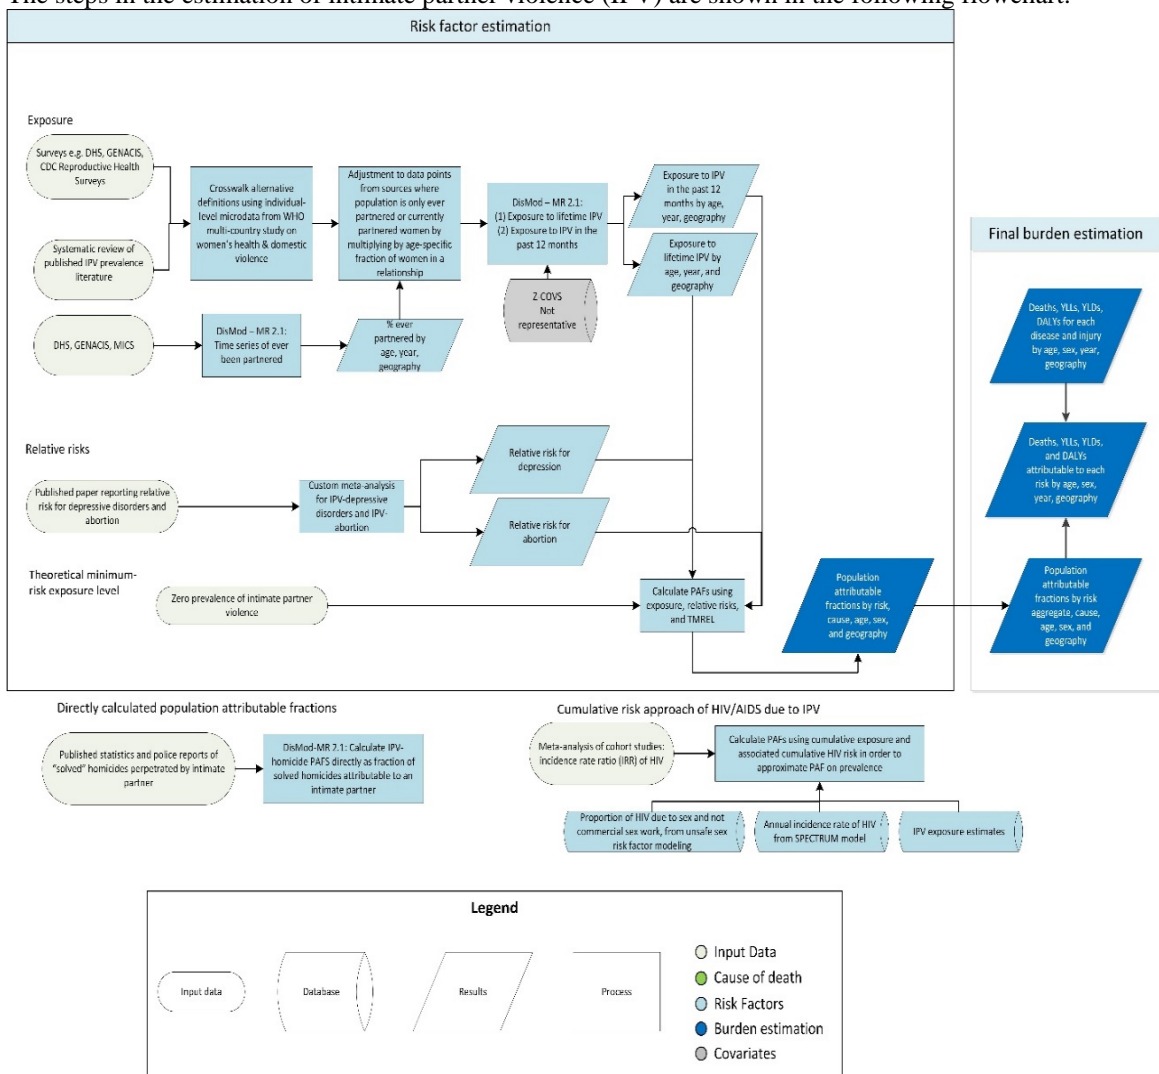 The steps in the estimation of intimate partner violence (IPV) are shown in the following flowchart:
Risk factor estimation
Exposure
Surveys e.g. DHS, GENACIS,
CDC Reproductive Health
Surveys
Systematic review of
published IPV prevalence
literature
DHS, GENACIS, MICS
Crosswalk alternative
definitions using individual-
level microdata from WHO
multi-country study on
women's health & domestic
violence
DisMod – MR 2.1:
Time series of ever
been partnered
Adjustment to data points
from sources where
population is only ever
partnered or currently
partnered women by
multiplying by age-specific
fraction of women in a
relationship
% ever
partnered by
age, year,
geography
DisMod – MR 2.1:
(1) Exposure to lifetime IPV
(2) Exposure to IPV in the
past 12 months
Z COVS
Not
representative
Exposure to IPV
in the past 12
months by age,
year, geography
Exposure to
lifetime IPV by
age, year, and
geography
Relative risks
Published paper reporting relative
risk for depressive disorders and
abortion
Custom meta-analysis
for IPV-depressive
disorders and IPV-
abortion
Relative risk for
depression
Relative risk for
abortion
Theoretical minimum-
risk exposure level
Zero prevalence of intimate partner
violence
Calculate PAFs using
exposure, relative risks,
and TMREL
Population
attributable
fractions by risk,
cause, age, sex,
and geography
Final burden estimation
Deaths, YLLs, YLDs,
DALYs for each
disease and injury
by age, sex, year,
geography
Deaths, YLLs, YLDs,
and DALYs
attributable to each
risk by age, sex,
year, geography
Population
attributable
fractions by risk
aggregate, cause,
age, sex, and
geography
Directly calculated population attributable fractions
Published statistics and police reports of
"solved" homicides perpetrated by intimate
partner
DisMod-MR 2.1: Calculate IPV-
homicide PAFS directly as fraction of
solved homicides attributable to an
intimate partner
Cumulative risk approach of HIV/AIDS due to IPV
Meta-analysis of cohort studies:
incidence rate ratio (IRR) of HIV
Calculate PAFs using cumulative exposure and
associated cumulative HIV risk in order to
approximate PAF on prevalence
Proportion of HIV due to sex and not
commercial sex work, from unsafe sex
risk factor modeling
Annual incidence rate of HIV
from SPECTRUM model
IPV exposure estimates
Legend
Input data
Database
Results
Process
Input Data
Cause of death
Risk Factors
Burden estimation
Covariates